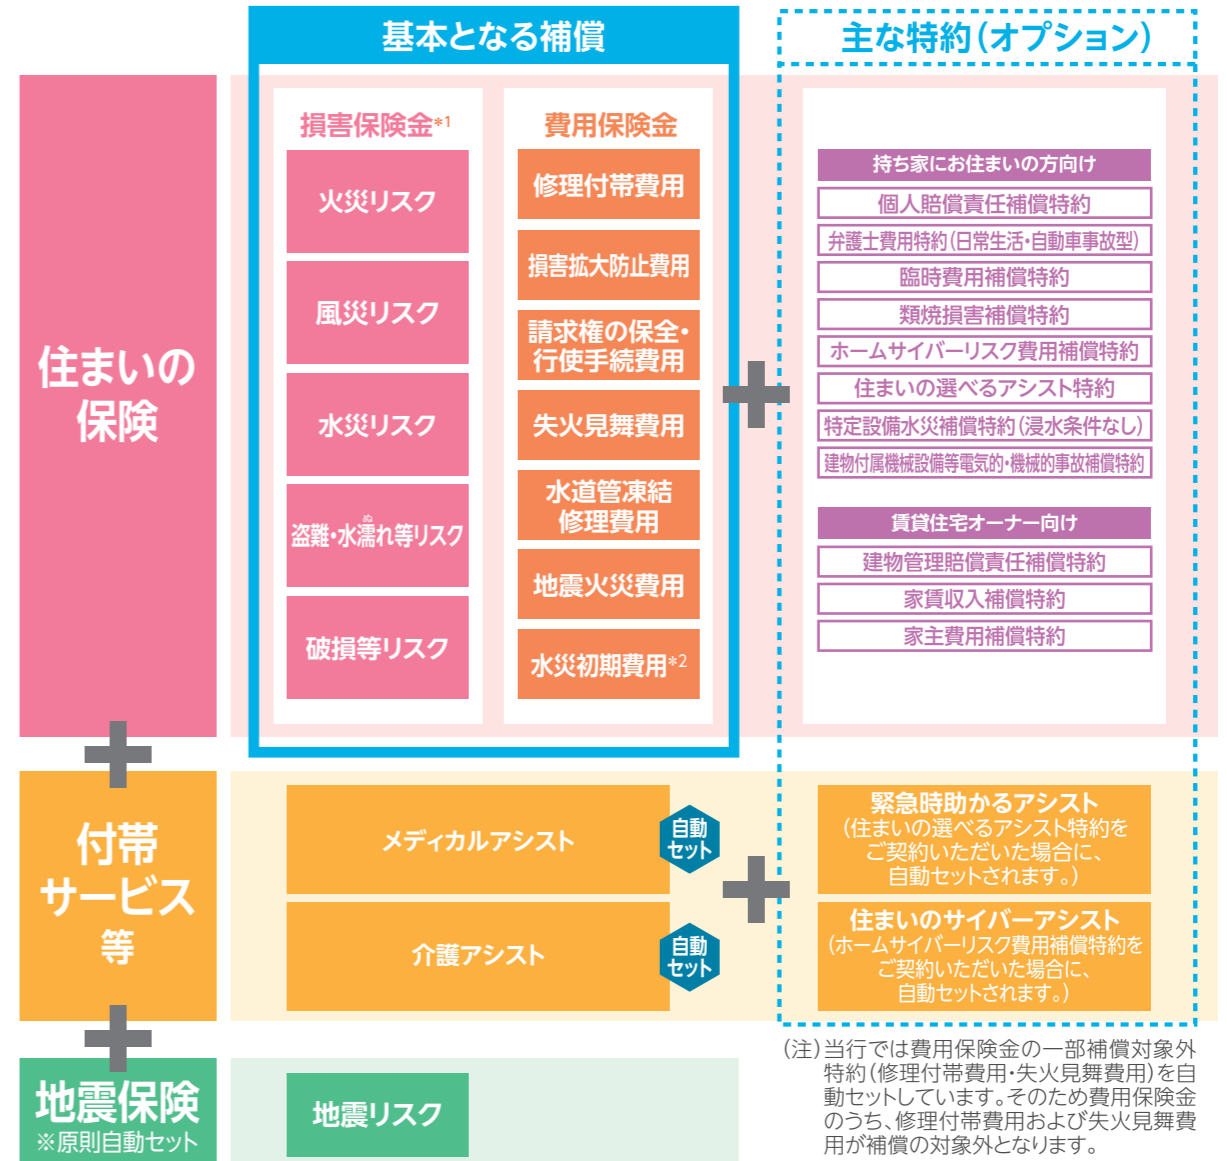 基本となる補償
主な特約(オプション)
住まいの
保険
損害保険金*1
火災リスク
風災リスク
水災リスク
盗難・水濡れ等リスク
ぬ
破損等リスク
費用保険金
修理付帯費用
損害拡大防止費用
請求権の保全・
行使手続費用
失火見舞費用
水道管凍結
修理費用
地震火災費用
水災初期費用*2
持ち家にお住まいの方向け
個人賠償責任補償特約
弁護士費用特約(日常生活・自動車事故型)
臨時費用補償特約
類焼損害補償特約
ホームサイバーリスク費用補償特約
住まいの選べるアシスト特約
特定設備水災補償特約(浸水条件なし)
建物付属機械設備等電気的・機械的事故補償特約
賃貸住宅オーナー向け
建物管理賠償責任補償特約
家賃収入補償特約
家主費用補償特約
付帯
サービス
等
メディカルアシスト
自動
セット
介護アシスト
自動
セット
緊急時助かるアシスト
(住まいの選べるアシスト特約を
ご契約いただいた場合に、
自動セットされます。)
住まいのサイバーアシスト
(ホームサイバーリスク費用補償特約を
ご契約いただいた場合に、
自動セットされます。)
地震保険
※原則自動セット
地震リスク
(注)当行では費用保険金の一部補償対象外
特約(修理付帯費用・失火見舞費用)を自
動セットしています。そのため費用保険金
のうち、修理付帯費用および失火見舞費
用が補償の対象外となります。